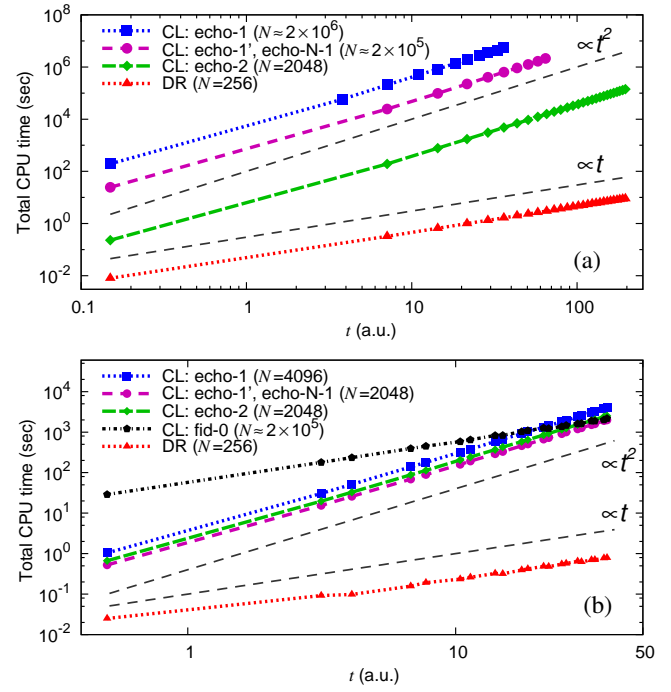 Total CPU time (sec)
10^8
10^6
10^4
10^2
10^0
10^-2
CL: echo-1 (N≈2×10^6)
CL: echo-1', echo-N-1 (N≈2×10^5)
CL: echo-2 (N=2048)
DR (N=256)
∝t^2
∝t
(a)
0.1
1
10
100
t (a.u.)
Total CPU time (sec)
10^4
10^3
10^2
10^1
10^0
10^-1
10^-2
CL: echo-1 (N=4096)
CL: echo-1', echo-N-1 (N=2048)
CL: echo-2 (N=2048)
CL: fid-0 (N≈2×10^5)
DR (N=256)
∝t^2
∝t
(b)
1
10
50
t (a.u.)